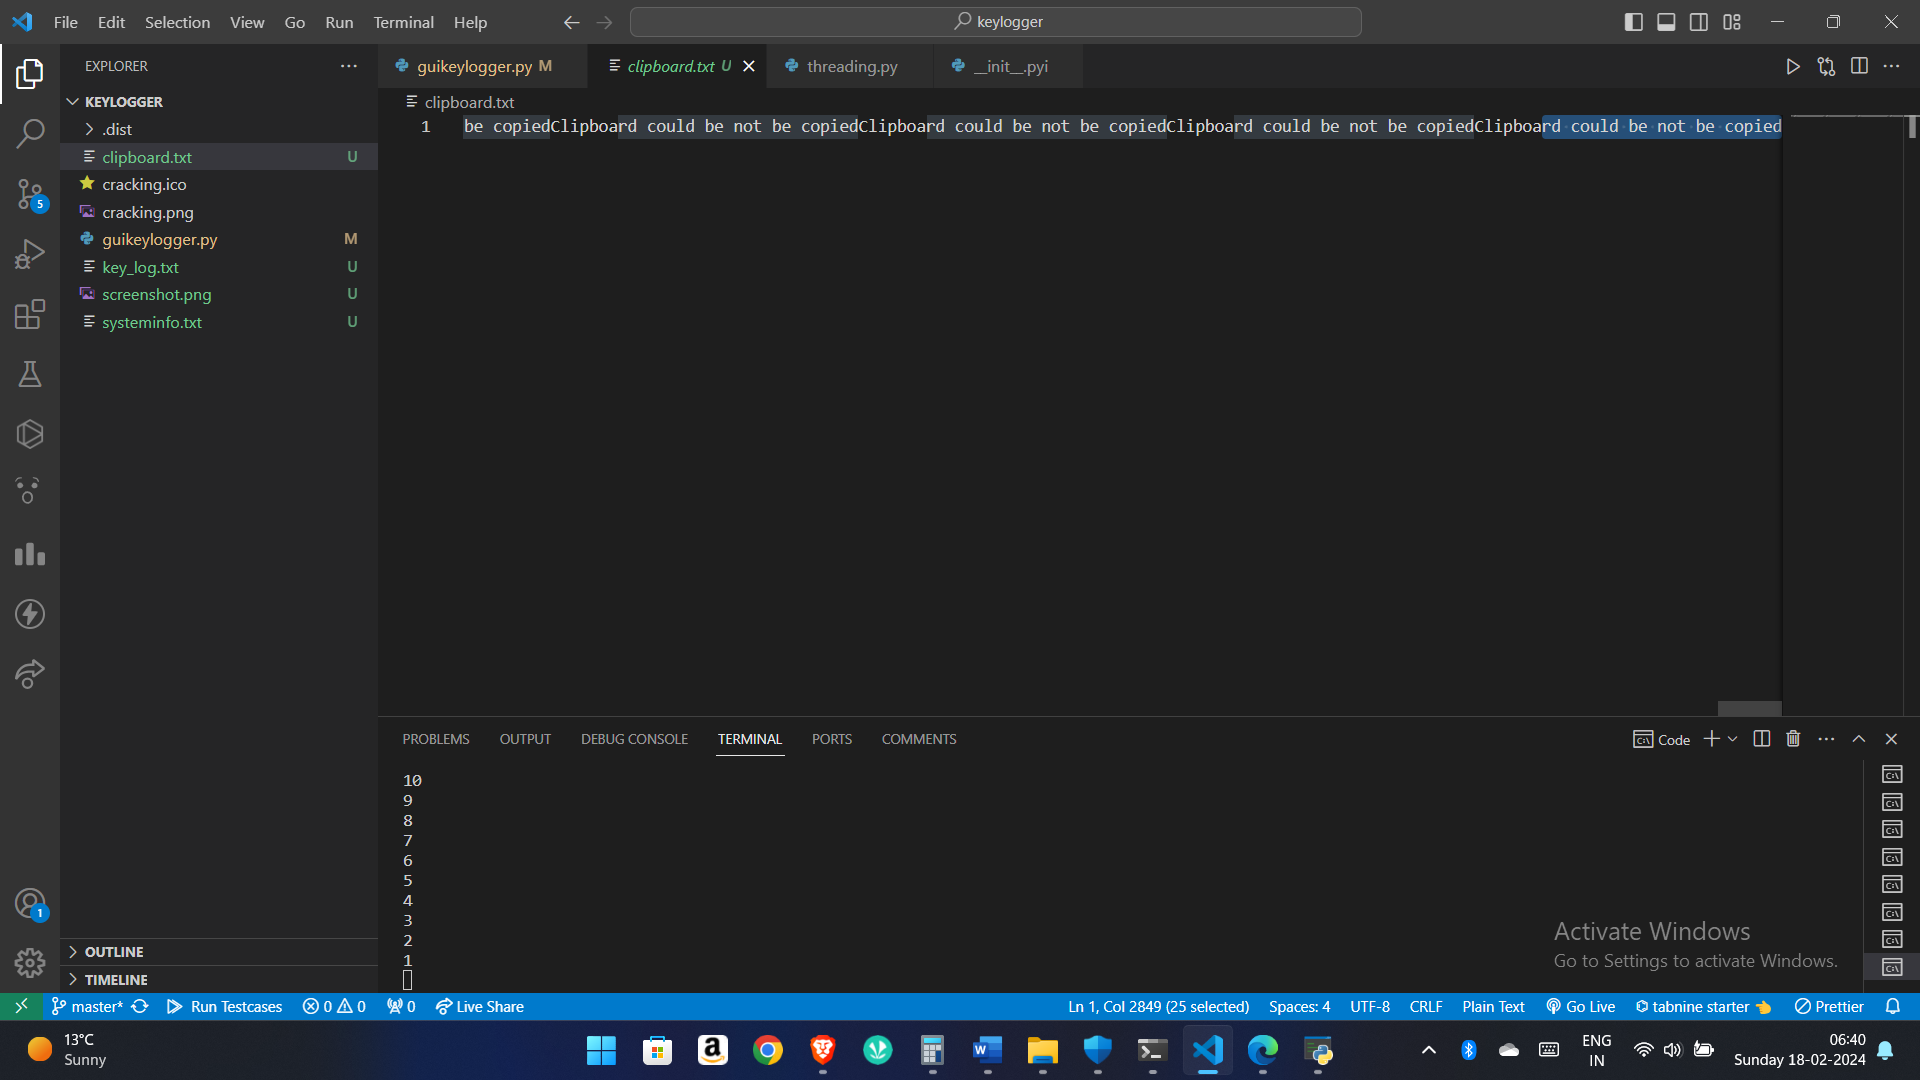 File Edit Selection View Go Run Terminal Help
keylogger
EXPLORER
guikeylogger.py M
clipboard.txt U
threading.py
__init__.pyi
KEYLOGGER
.dist
clipboard.txt U
cracking.ico
cracking.png
guikeylogger.py M
key_log.txt U
screenshot.png U
systeminfo.txt U
OUTLINE
TIMELINE
5
1
clipboard.txt
1 be copiedClipboard could be not be copiedClipboard could be not be copiedClipboard could be not be copiedClipboard could be not be copied
PROBLEMS OUTPUT DEBUG CONSOLE TERMINAL PORTS COMMENTS
Code
10
9
8
7
6
5
4
3
2
1
Activate Windows
Go to Settings to activate Windows.
master* Run Testcases 0 0 0 Live Share
Ln 1, Col 2849 (25 selected) Spaces: 4 UTF-8 CRLF Plain Text Go Live tabnine starter Prettier
13°C
Sunny
ENG
IN
06:40
Sunday 18-02-2024